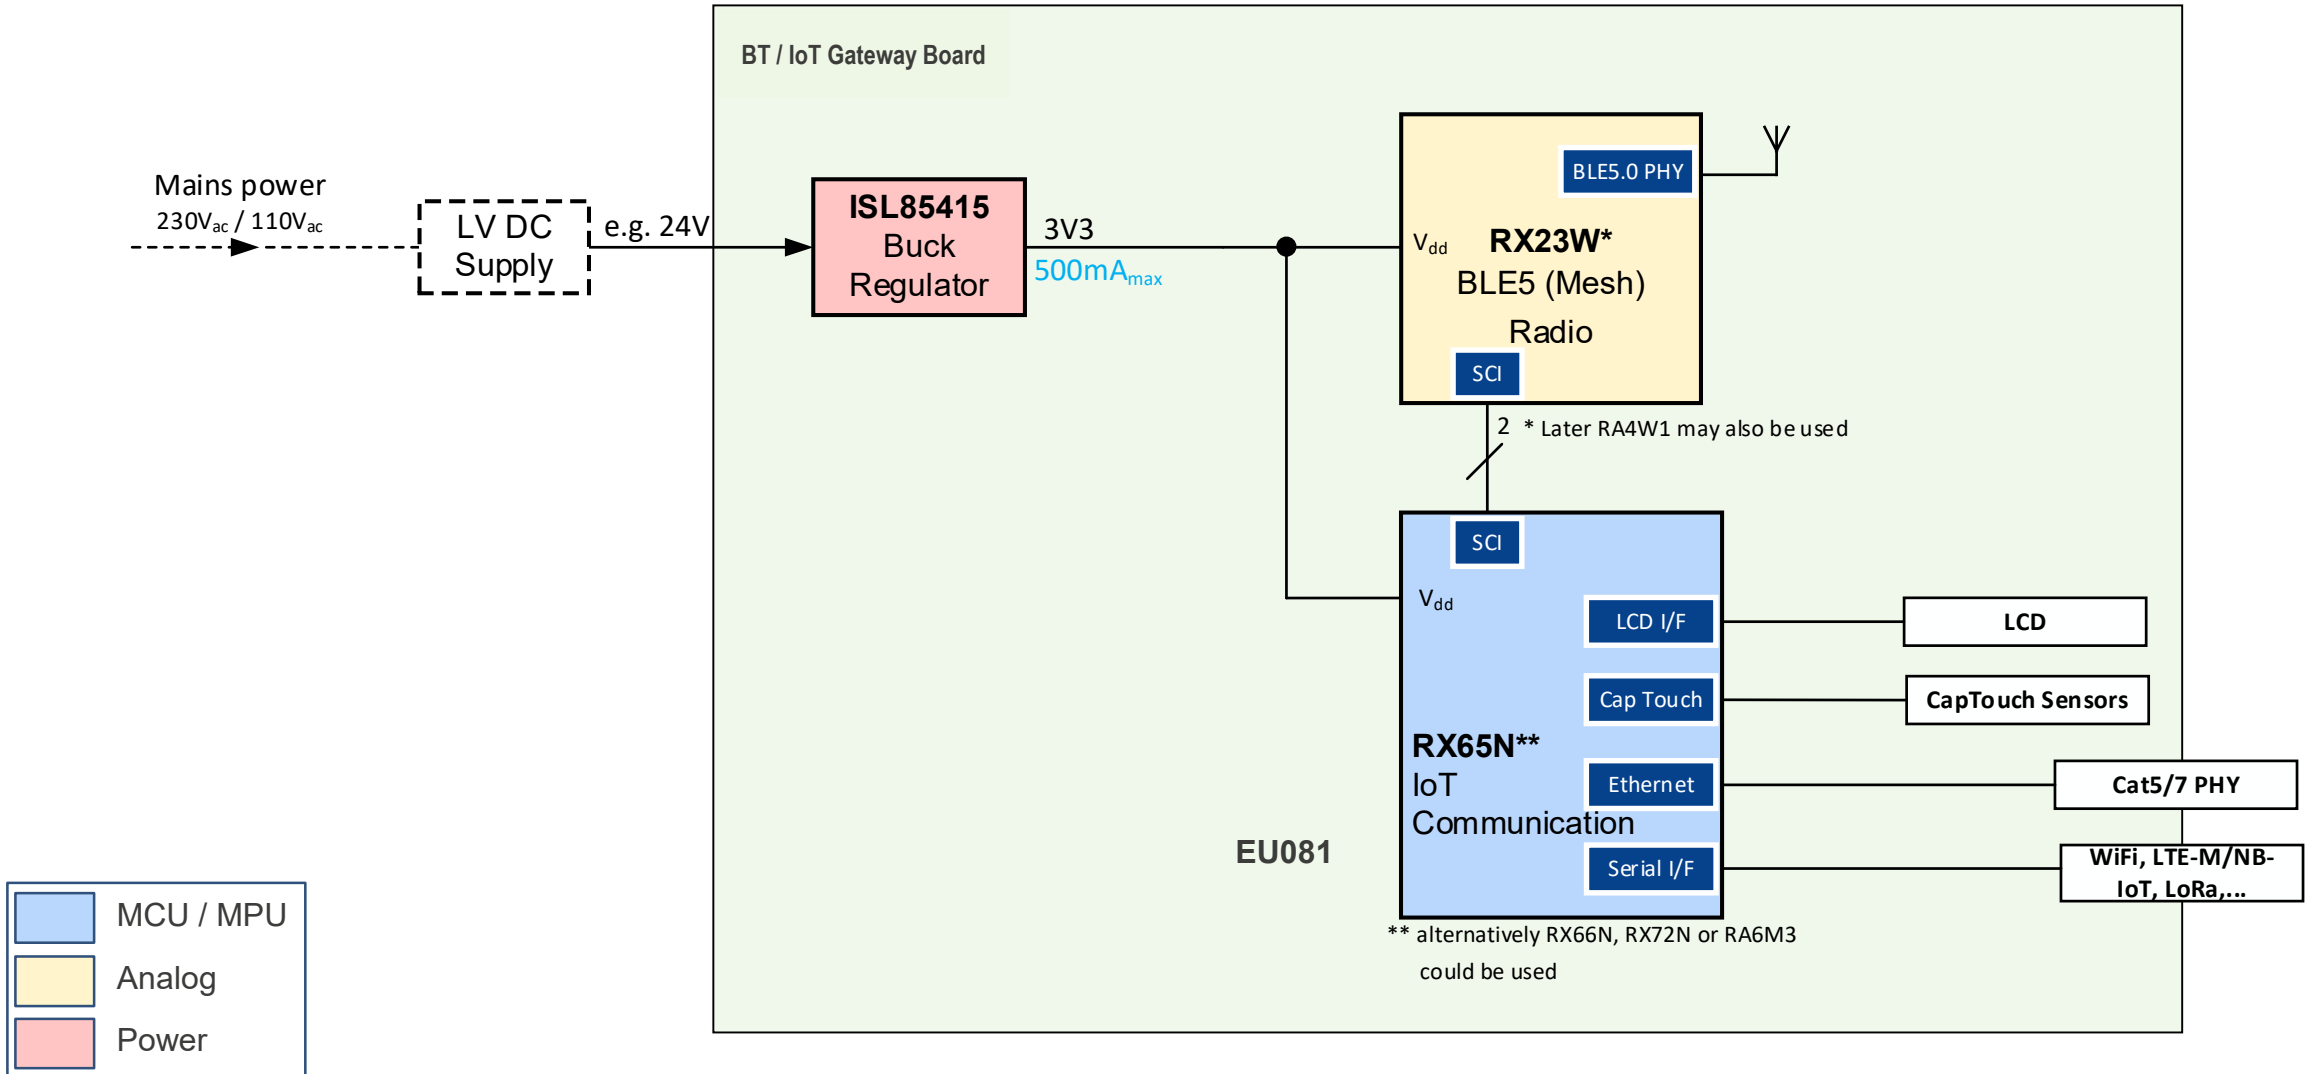 BT / IoT Gateway Board
Mains power
230Vac / 110Vac
LV DC
Supply
e.g. 24V
ISL85415
Buck
Regulator
3V3
500mAmax
BLE5.0 PHY
Vdd
RX23W*
BLE5 (Mesh)
Radio
SCI
2
* Later RA4W1 may also be used
SCI
Vdd
LCD I/F
LCD
Cap Touch
CapTouch Sensors
RX65N**
IoT
Communication
Ethernet
Cat5/7 PHY
Serial I/F
WiFi, LTE-M/NB-
IoT, LoRa,...
EU081
** alternatively RX66N, RX72N or RA6M3
could be used
MCU / MPU
Analog
Power